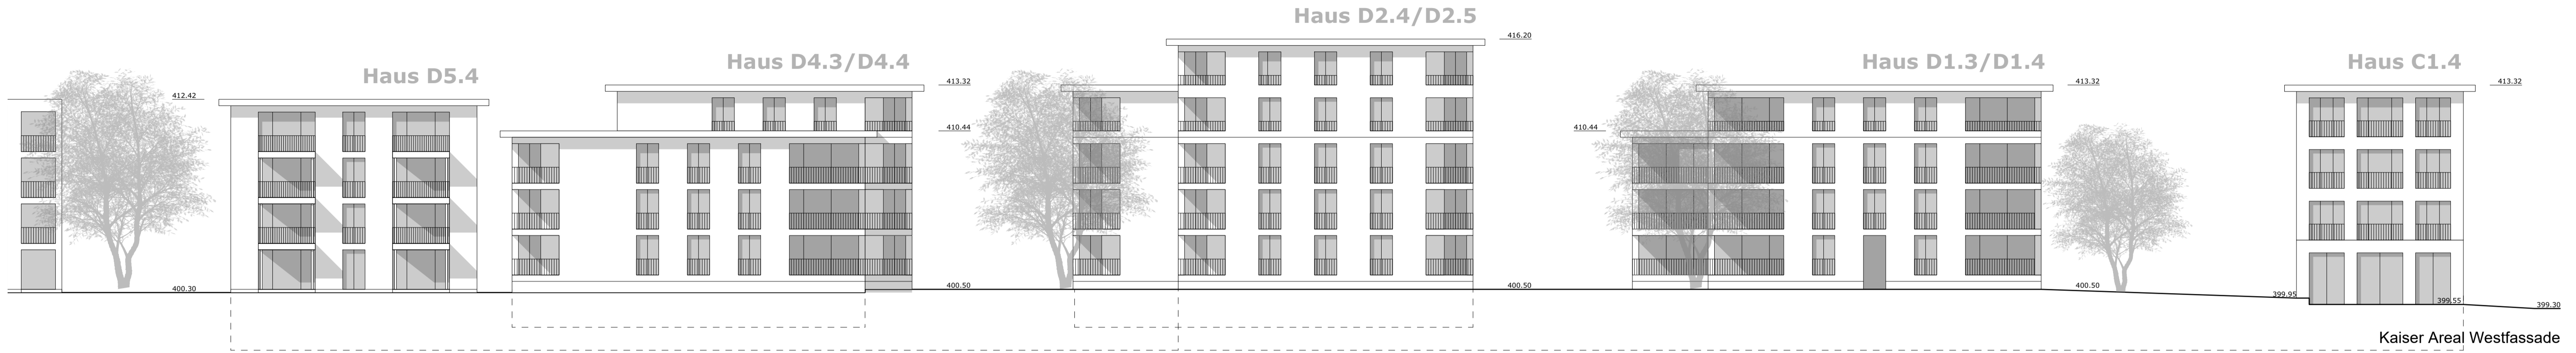 Haus D2.4/D2.5
416.20
Haus D4.3/D4.4
Haus D1.3/D1.4
Haus C1.4
Haus D5.4
413.32
413.32
413.32
412.42
410.44
410.44
400.30
400.50
400.50
400.50
399.95
399.55
399.30
Kaiser Areal Westfassade